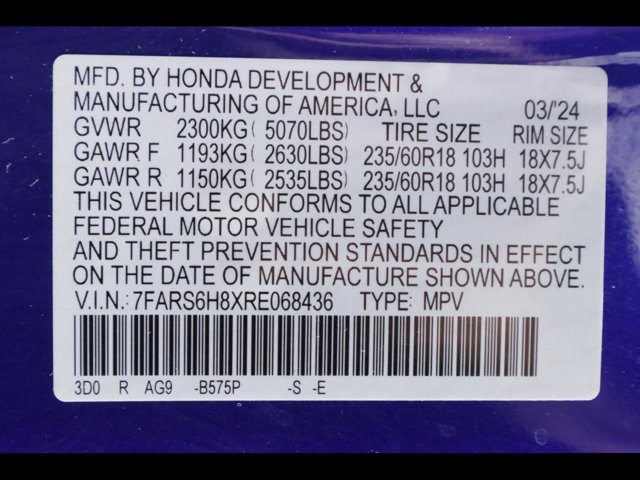 MFD. BY HONDA DEVELOPMENT &
MANUFACTURING OF AMERICA, LLC 03/'24
GVWR 2300KG( 5070LBS) TIRE SIZE RIM SIZE
GAWR F 1193KG( 2630LBS) 235/60R18 103H 18X7.5J
GAWR R 1150KG( 2535LBS) 235/60R18 103H 18X7.5J
THIS VEHICLE CONFORMS TO ALL APPLICABLE
FEDERAL MOTOR VEHICLE SAFETY
AND THEFT PREVENTION STANDARDS IN EFFECT
ON THE DATE OF MANUFACTURE SHOWN ABOVE.
V.I.N.: 7FARS6H8XRE068436 TYPE: MPV
3D0 R AG9 -B575P -S -E